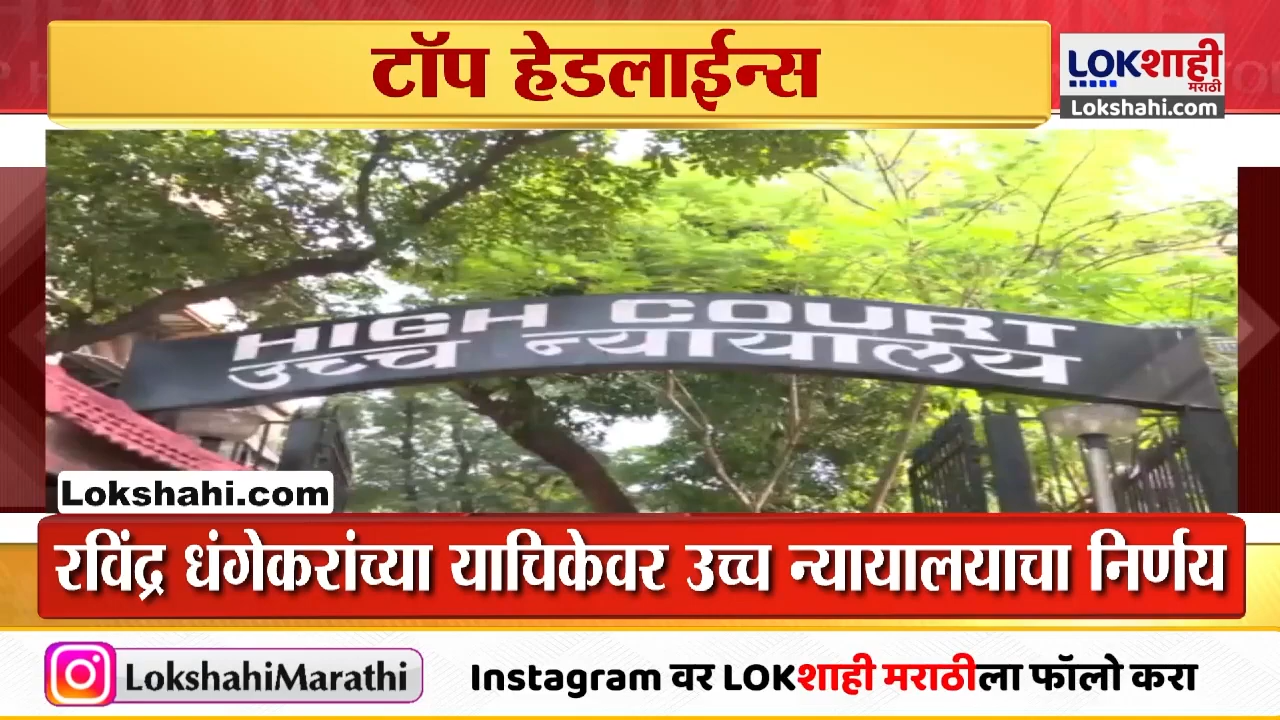 टॉप हेडलाईन्स
LOKशाही
मराठी
Lokshahi.com
HIGH COURT
उच्च न्यायालय
Lokshahi.com
रविंद्र धंगेकरांच्या याचिकेवर उच्च न्यायालयाचा निर्णय
LokshahiMarathi
Instagram वर LOKशाही मराठीला फॉलो करा